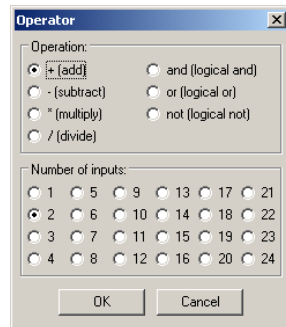 Operator
Operation:
+ (add) and (logical and)
- (subtract) or (logical or)
* (multiply) not (logical not)
/ (divide)
Number of inputs:
1 5 9 13 17 21
2 6 10 14 18 22
3 7 11 15 19 23
4 8 12 16 20 24
OK Cancel